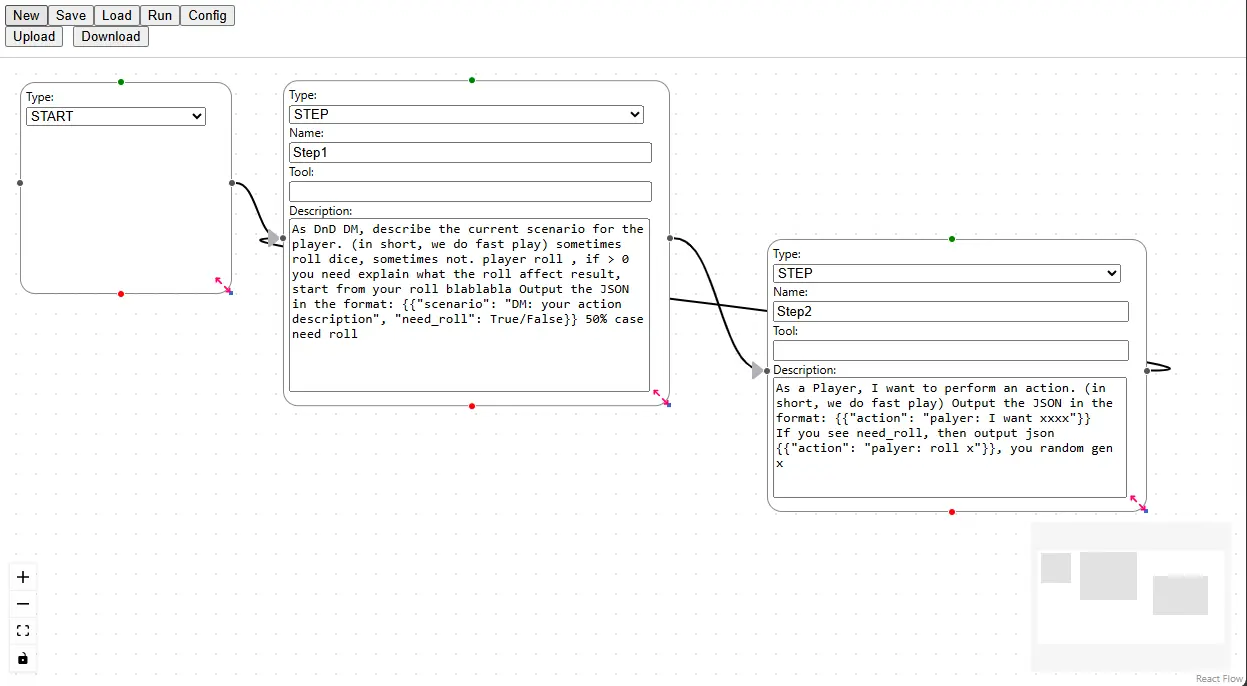 New Save Load Run Config
Upload Download
Type:
START
Type:
STEP
Name:
Step1
Tool:
Description:
As DnD DM, describe the current scenario for the
player. (in short, we do fast play) sometimes
roll dice, sometimes not. player roll , if > 0
you need explain what the roll affect result,
start from your roll blablabla Output the JSON
in the format: {{"scenario": "DM: your action
description", "need_roll": True/False}} 50% case
need roll
Type:
STEP
Name:
Step2
Tool:
Description:
As a Player, I want to perform an action. (in
short, we do fast play) Output the JSON in the
format: {{"action": "palyer: I want xxxx"}}
If you see need_roll, then output json
{{"action": "palyer: roll x"}}, you random gen
x
React Flow